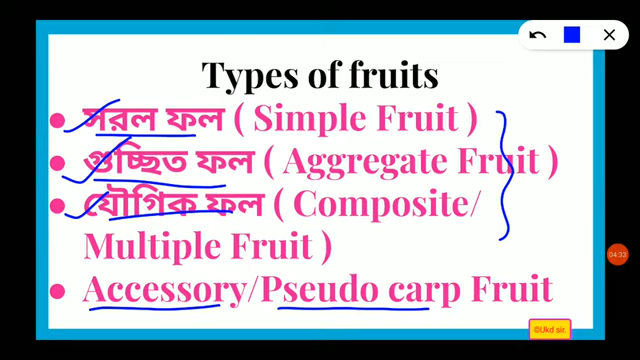 Types of fruits
• সরল ফল ( Simple Fruit )
• গুচ্ছিত ফল ( Aggregate Fruit )
• যৌগিক ফল ( Composite/
Multiple Fruit )
• Accessory/Pseudo carp Fruit
04:33
©Ukd sir.